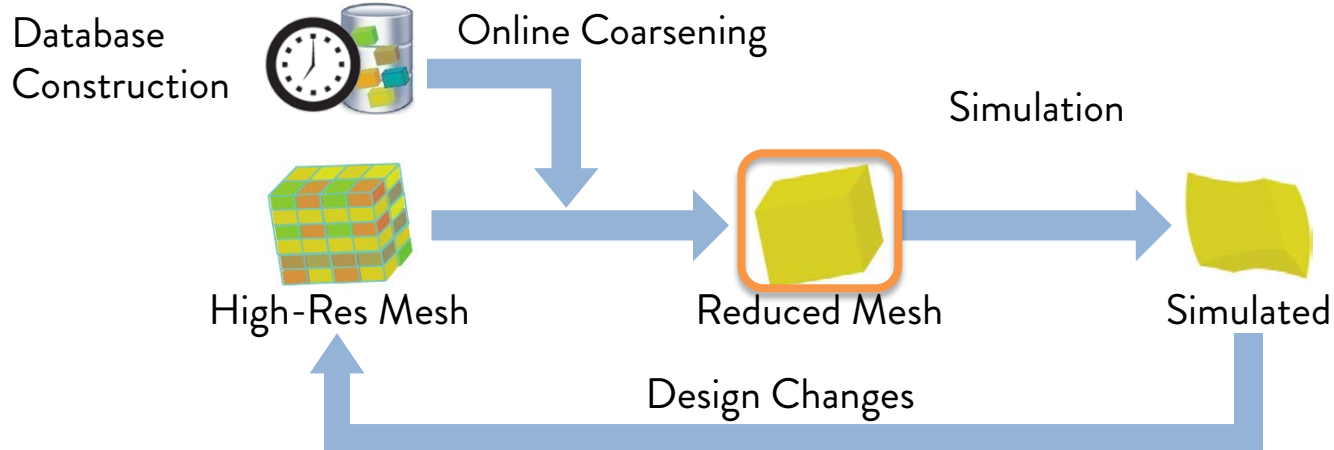 Database
Construction
Online Coarsening
Simulation
High-Res Mesh
Reduced Mesh
Simulated
Design Changes